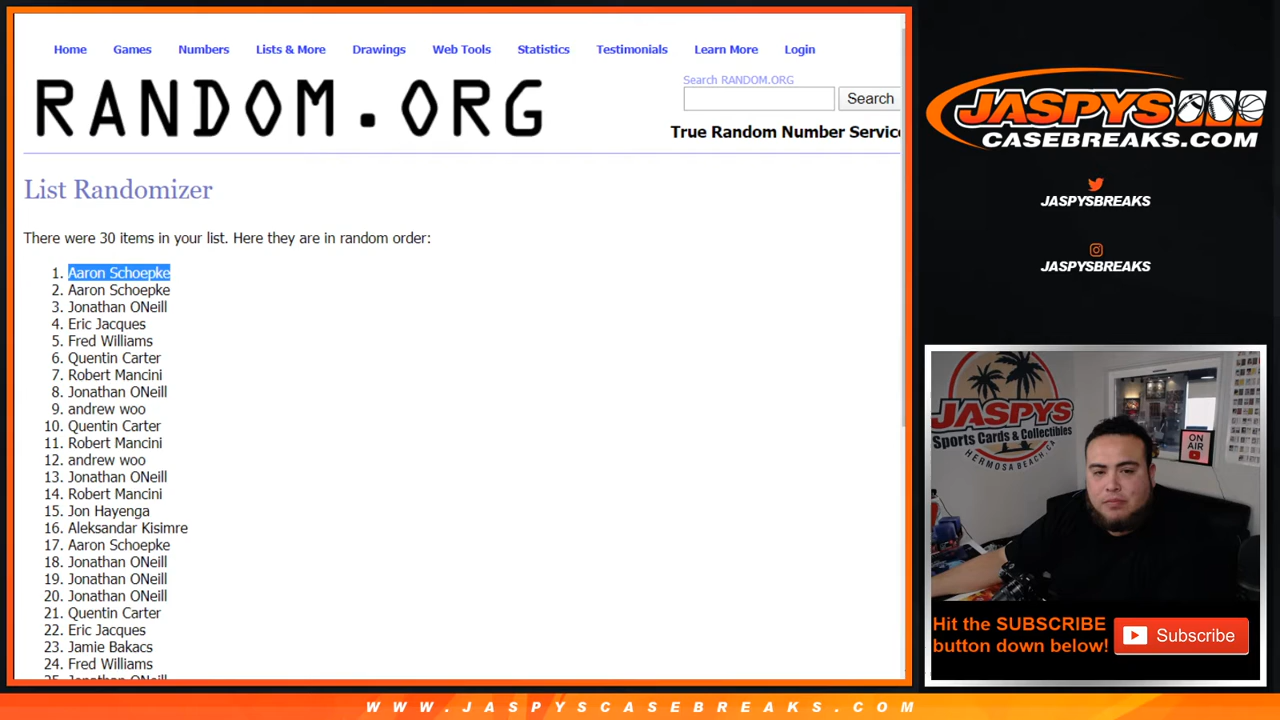 Home Games Numbers Lists & More Drawings Web Tools Statistics Testimonials Learn More Login
RANDOM.ORG
Search RANDOM.ORG
Search
True Random Number Servic
List Randomizer
There were 30 items in your list. Here they are in random order:
1. Aaron Schoepke
2. Aaron Schoepke
3. Jonathan ONeill
4. Eric Jacques
5. Fred Williams
6. Quentin Carter
7. Robert Mancini
8. Jonathan ONeill
9. andrew woo
10. Quentin Carter
11. Robert Mancini
12. andrew woo
13. Jonathan ONeill
14. Robert Mancini
15. Jon Hayenga
16. Aleksandar Kisimre
17. Aaron Schoepke
18. Jonathan ONeill
19. Jonathan ONeill
20. Jonathan ONeill
21. Quentin Carter
22. Eric Jacques
23. Jamie Bakacs
24. Fred Williams
25. Jonathan ONeill
JASPYS
CASEBREAKS.COM
JASPYSBREAKS
JASPYSBREAKS
JASPYS
Sports Cards & Collectibles
HERMOSA BEACH, CA
ON
AIR
Hit the SUBSCRIBE
button down below!
Subscribe
WWW.JASPYSCASEBREAKS.COM